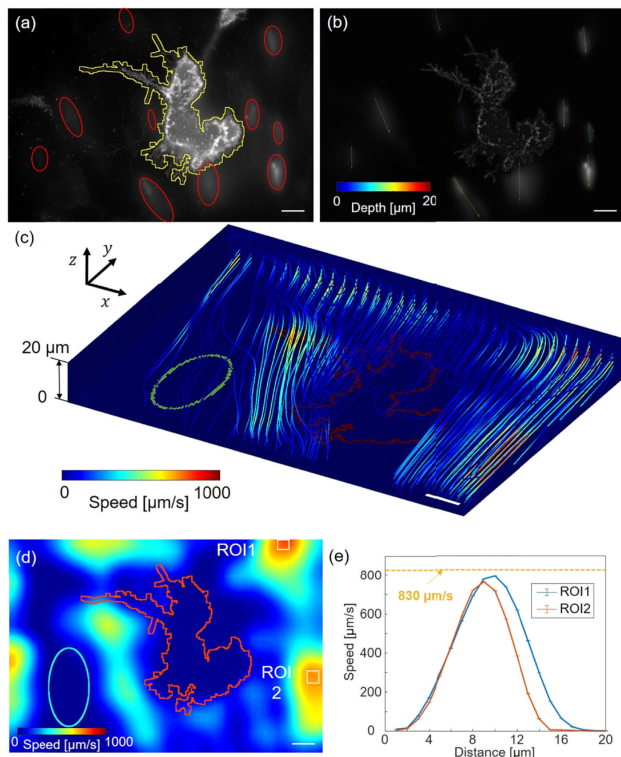 (a)
(b)
0
20
Depth [µm]
(c)
z
y
x
20 µm
0
0
1000
Speed [µm/s]
(d)
ROI1
ROI
2
0
1000
Speed [µm/s]
(e)
800
600
400
200
0
Speed [µm/s]
830 µm/s
ROI1
ROI2
0
4
8
12
16
20
Distance [µm]